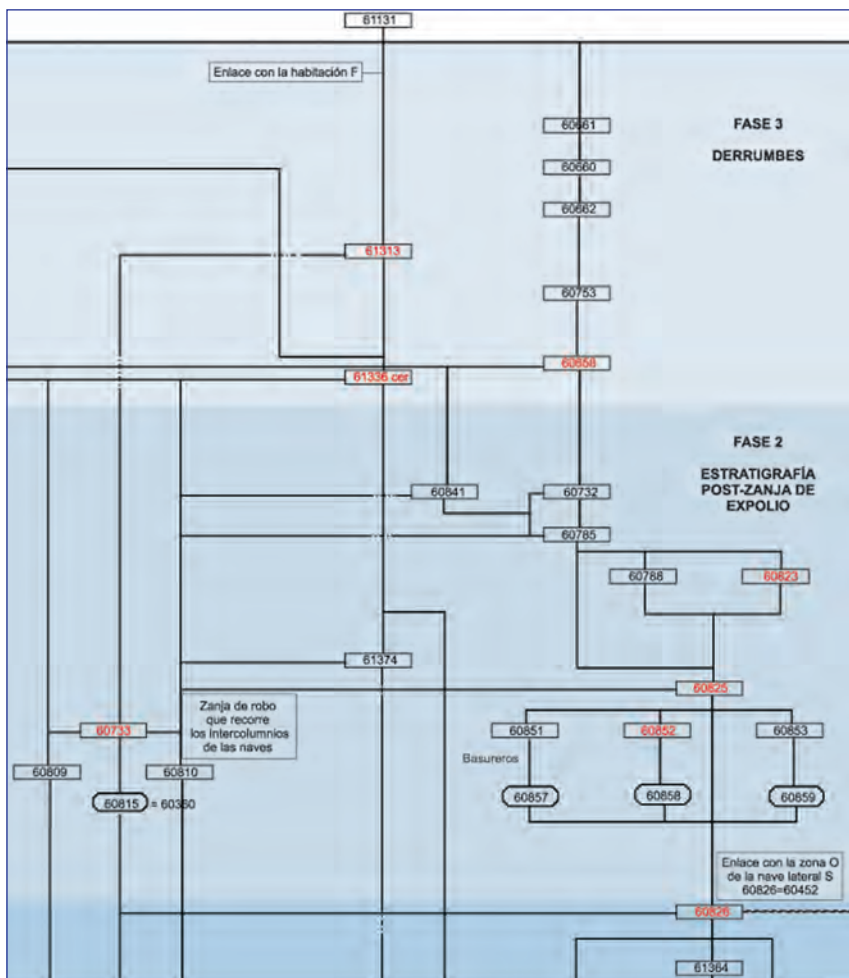 61131
Enlace con la habitación F
60661
FASE 3
DERRUMBES
60660
60662
61313
60753
60658
61336 cer
FASE 2
ESTRATIGRAFÍA
POST-ZANJA DE
EXPOLIO
60841
60732
60785
60788
60823
61374
60825
Zanja de robo
que recorre
los intercolumnios
de las naves
60733
60851
60852
60853
Basureros
60809
60810
60815 = 60360
60857
60858
60859
Enlace con la zona O
de la nave lateral S
60826=60452
60826
61364